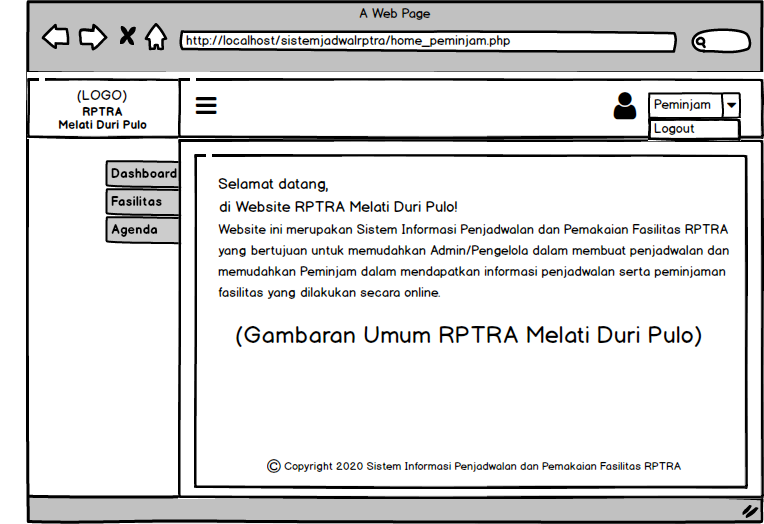 A Web Page
http://localhost/sistemjadwalrptra/home_peminjam.php
(LOGO)
RPTRA
Melati Duri Pulo
Peminjam
Logout
Dashboard
Fasilitas
Agenda
Selamat datang,
di Website RPTRA Melati Duri Pulo!
Website ini merupakan Sistem Informasi Penjadwalan dan Pemakaian Fasilitas RPTRA
yang bertujuan untuk memudahkan Admin/Pengelola dalam membuat penjadwalan dan
memudahkan Peminjam dalam mendapatkan informasi penjadwalan serta peminjaman
fasilitas yang dilakukan secara online.
(Gambaran Umum RPTRA Melati Duri Pulo)
© Copyright 2020 Sistem Informasi Penjadwalan dan Pemakaian Fasilitas RPTRA